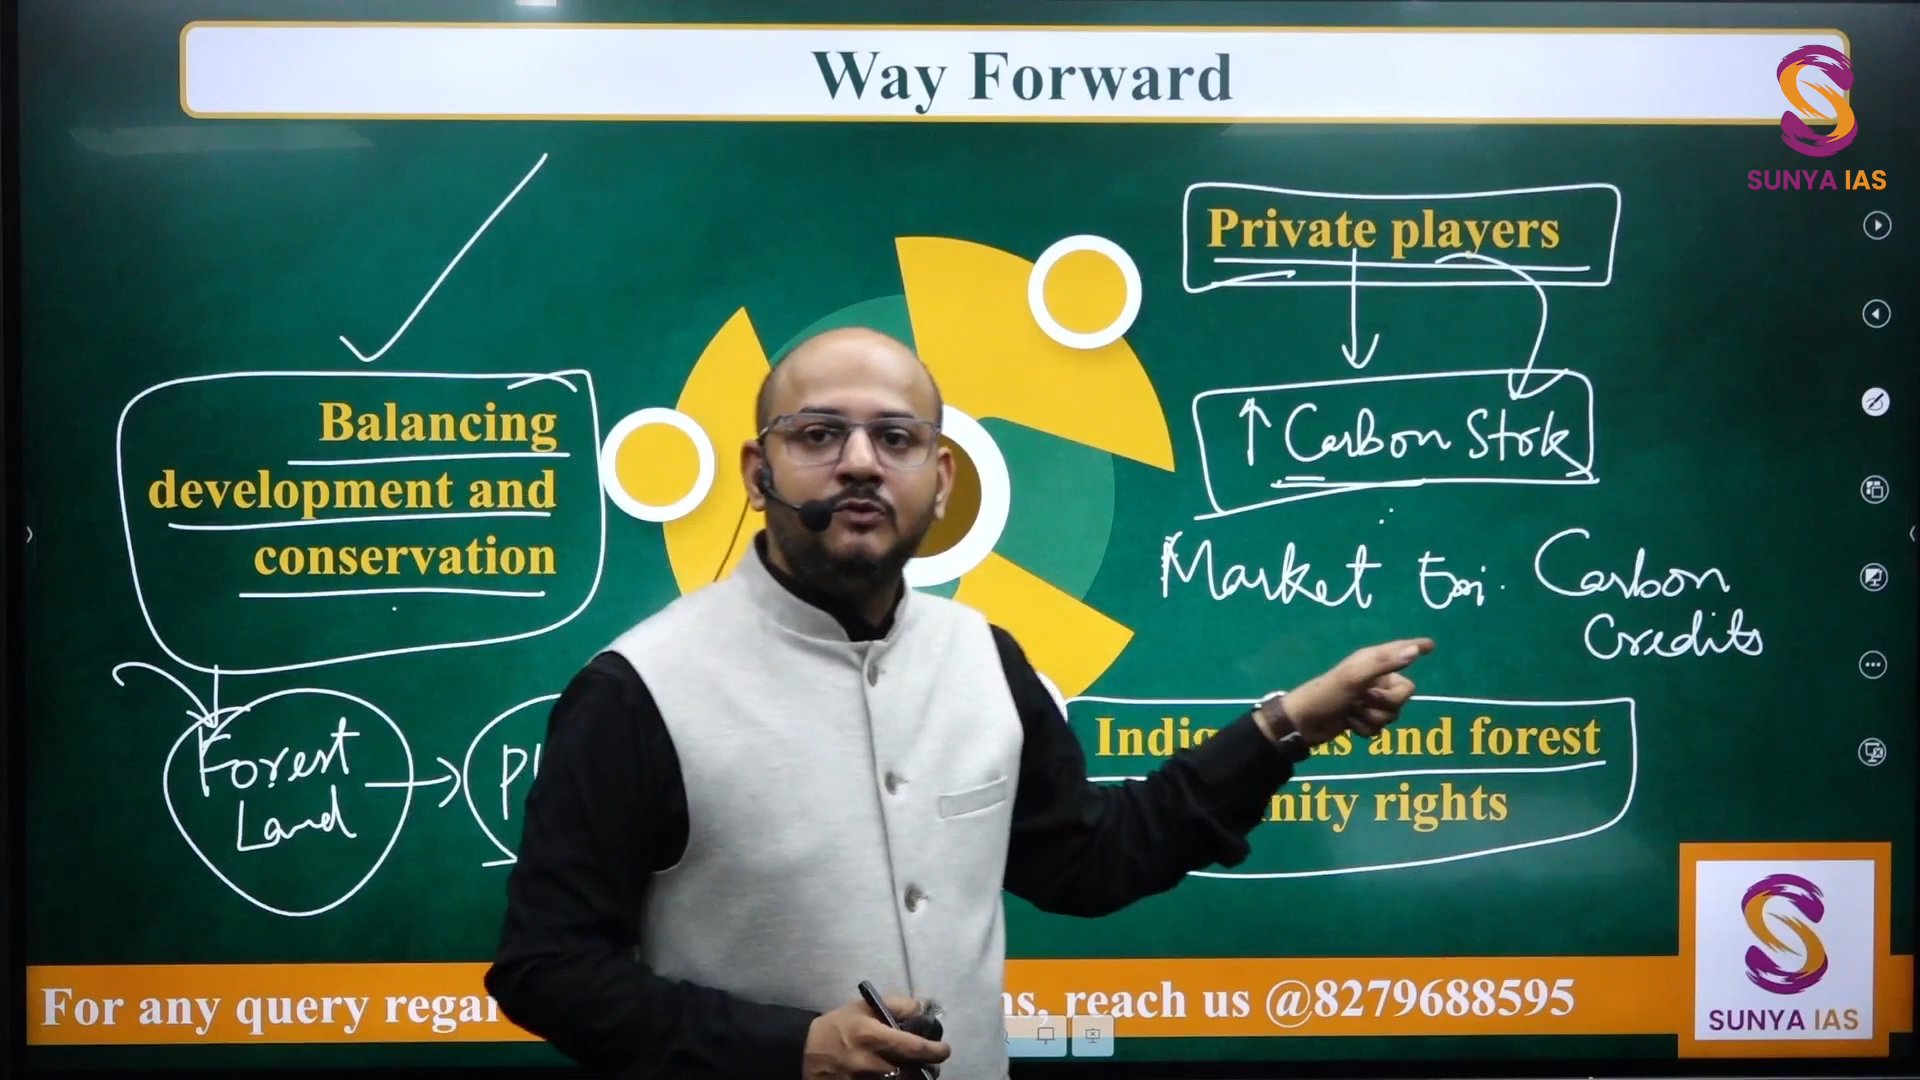 Way Forward
SUNYA IAS
Private players
↑ Carbon Stok
Market Exi. Carbon
Credits
Balancing
development and
conservation
Forest
Land
and forest
rights
For any query
reach us @8279688595
SUNYA IAS